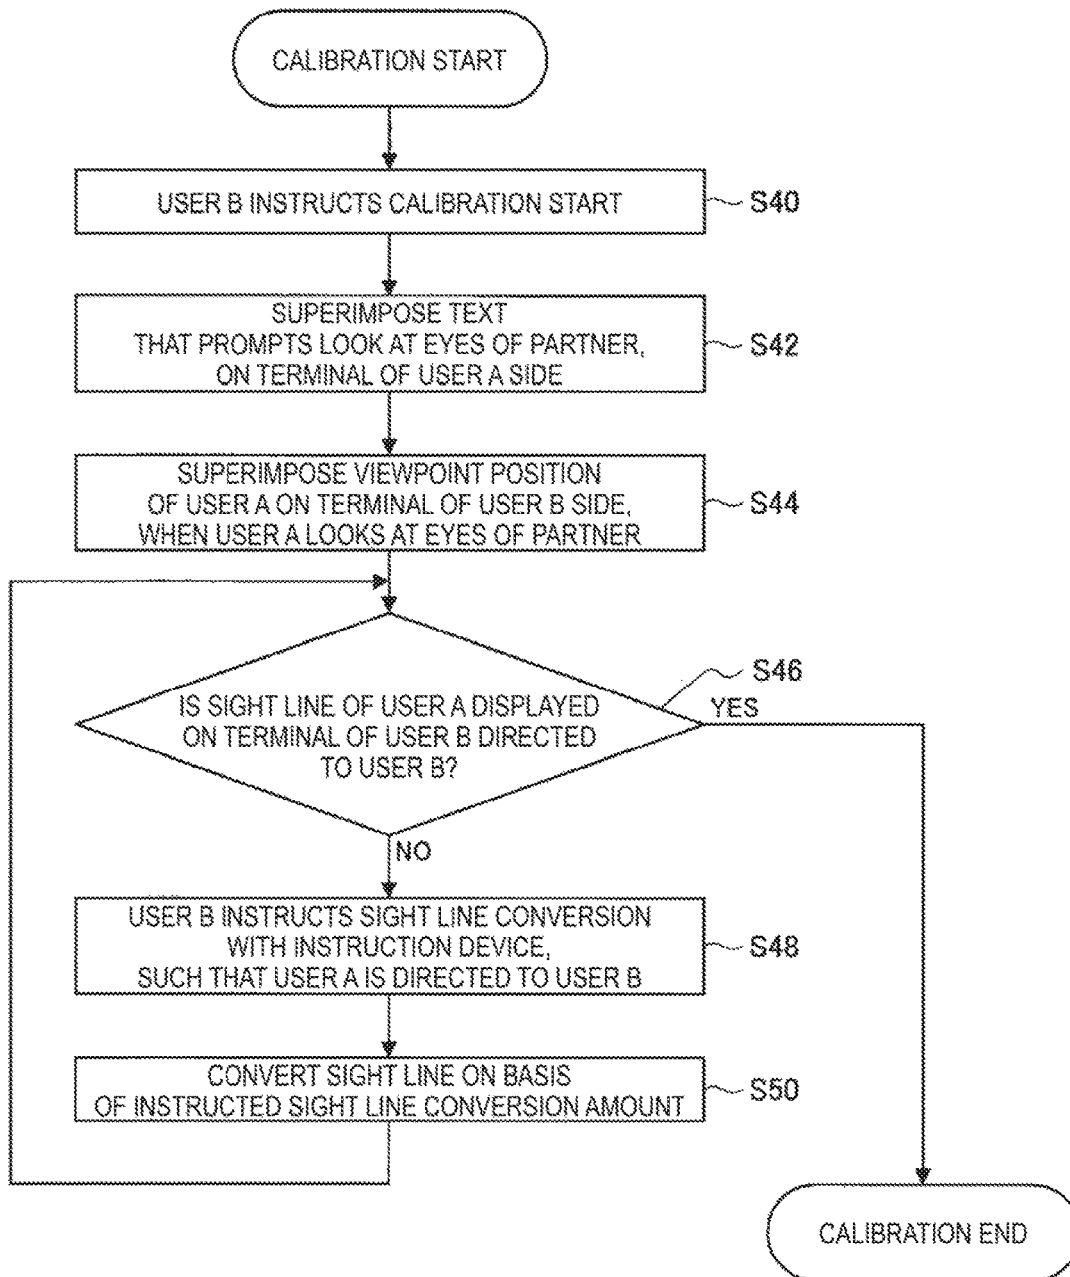 CALIBRATION START
USER B INSTRUCTS CALIBRATION START
S40
SUPERIMPOSE TEXT
THAT PROMPTS LOOK AT EYES OF PARTNER,
ON TERMINAL OF USER A SIDE
S42
SUPERIMPOSE VIEWPOINT POSITION
OF USER A ON TERMINAL OF USER B SIDE,
WHEN USER A LOOKS AT EYES OF PARTNER
S44
IS SIGHT LINE OF USER A DISPLAYED
ON TERMINAL OF USER B DIRECTED
TO USER B?
S46
YES
NO
USER B INSTRUCTS SIGHT LINE CONVERSION
WITH INSTRUCTION DEVICE,
SUCH THAT USER A IS DIRECTED TO USER B
S48
CONVERT SIGHT LINE ON BASIS
OF INSTRUCTED SIGHT LINE CONVERSION AMOUNT
S50
CALIBRATION END